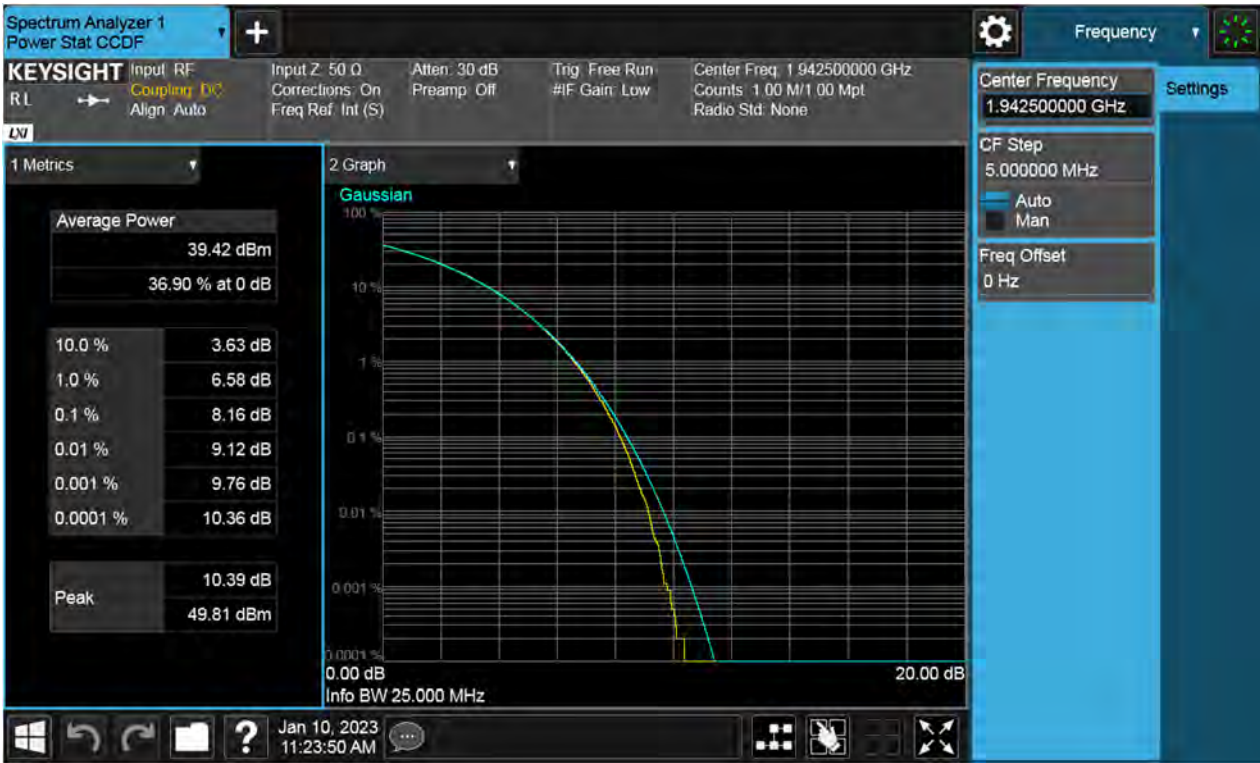 Spectrum Analyzer 1
Power Stat CCDF
+
Frequency
KEYSIGHT
RL
LXI
Input: RF
Coupling: DC
Align: Auto
Input Z: 50 Ω
Corrections: On
Freq Ref: Int (S)
Atten: 30 dB
Preamp: Off
Trig: Free Run
#IF Gain: Low
Center Freq: 1.942500000 GHz
Counts: 1.00 M/1.00 Mpt
Radio Std: None
Center Frequency
1.942500000 GHz
Settings
CF Step
5.000000 MHz
Auto
Man
Freq Offset
0 Hz
1 Metrics
Average Power
39.42 dBm
36.90 % at 0 dB
10.0 % 3.63 dB
1.0 % 6.58 dB
0.1 % 8.16 dB
0.01 % 9.12 dB
0.001 % 9.76 dB
0.0001 % 10.36 dB
Peak
10.39 dB
49.81 dBm
2 Graph
Gaussian
100 %
10 %
1 %
0.1 %
0.01 %
0.001 %
0.0001 %
0.00 dB 20.00 dB
Info BW 25.000 MHz
?
Jan 10, 2023
11:23:50 AM